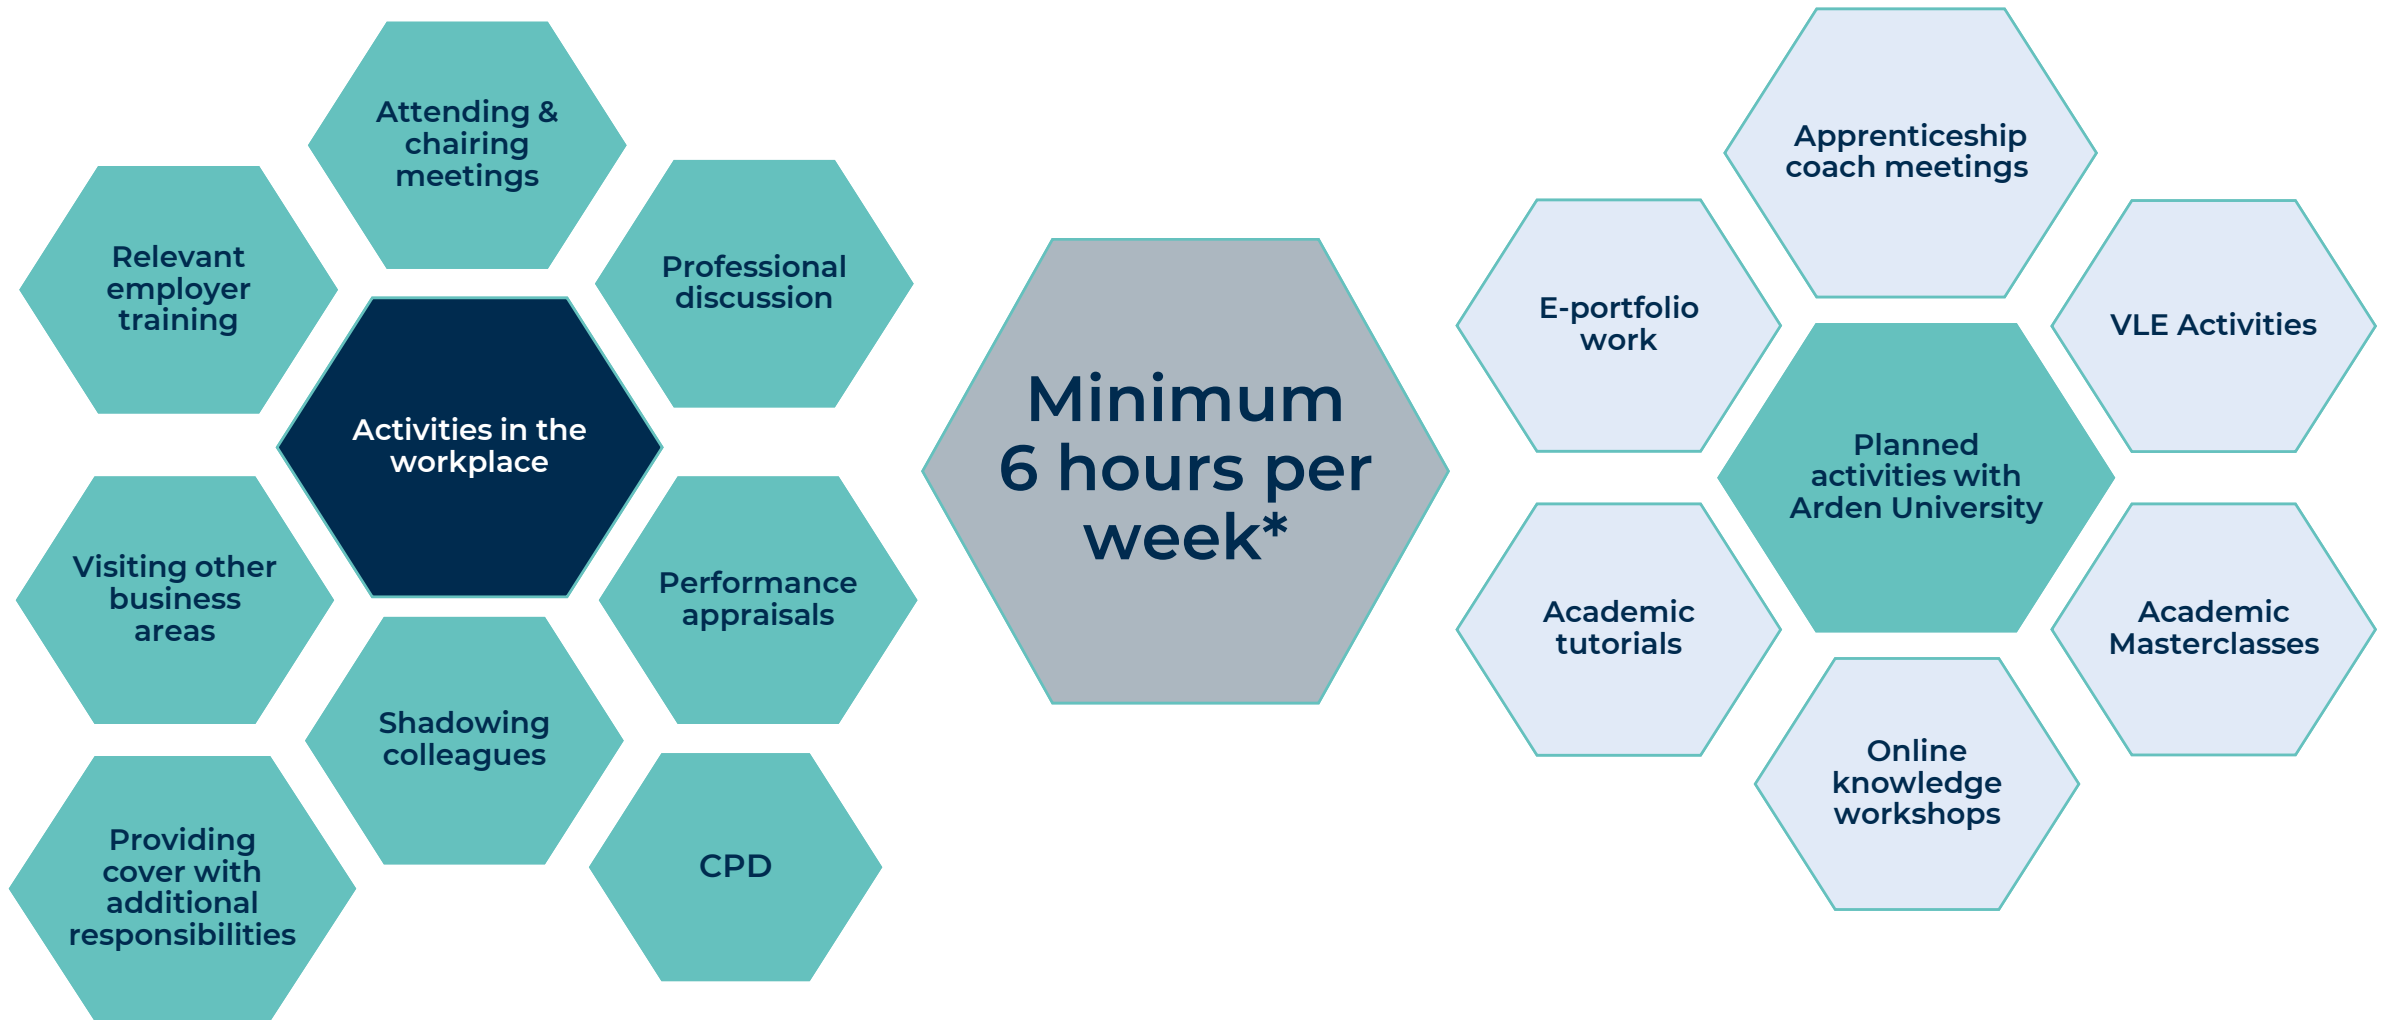 Attending &
chairing
meetings
Relevant
employer
training
Professional
discussion
Activities in the
workplace
Visiting other
business
areas
Performance
appraisals
Shadowing
colleagues
Providing
cover with
additional
responsibilities
CPD
Minimum
6 hours per
week*
Apprenticeship
coach meetings
E-portfolio
work
VLE Activities
Planned
activities with
Arden University
Academic
tutorials
Academic
Masterclasses
Online
knowledge
workshops